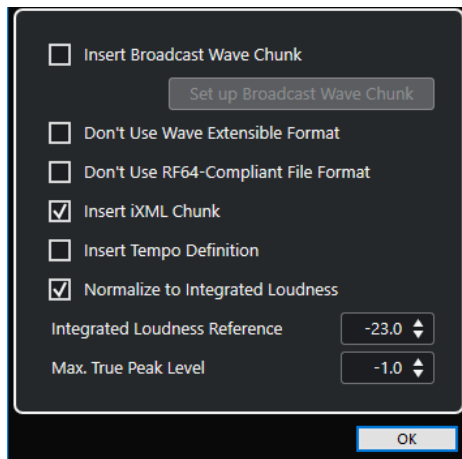 Insert Broadcast Wave Chunk
Set up Broadcast Wave Chunk
Don't Use Wave Extensible Format
Don't Use RF64-Compliant File Format
Insert iXML Chunk
Insert Tempo Definition
Normalize to Integrated Loudness
Integrated Loudness Reference -23.0
Max. True Peak Level -1.0
OK